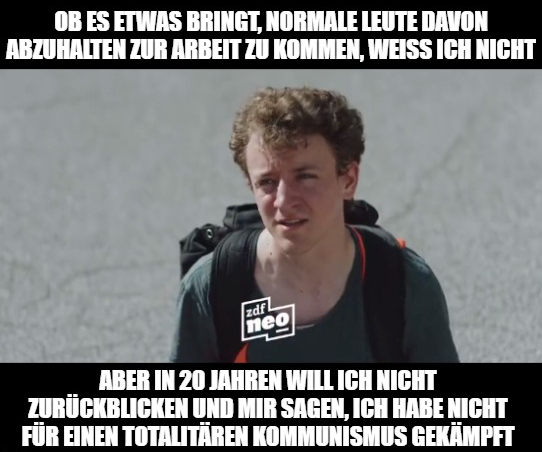 OB ES ETWAS BRINGT, NORMALE LEUTE DAVON
ABZUHALTEN ZUR ARBEIT ZU KOMMEN, WEISS ICH NICHT
zdf
neo
ABER IN 20 JAHREN WILL ICH NICHT
ZURÜCKBLICKEN UND MIR SAGEN, ICH HABE NICHT
FÜR EINEN TOTALITÄREN KOMMUNISMUS GEKÄMPFT